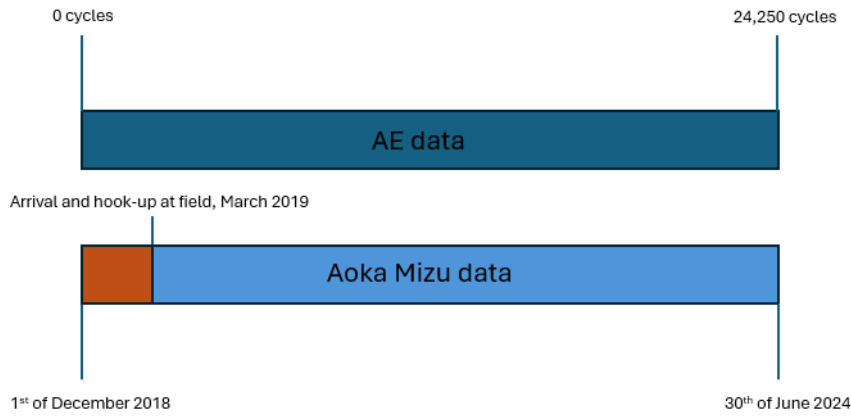 0 cycles
24,250 cycles
AE data
Arrival and hook-up at field, March 2019
Aoka Mizu data
1st of December 2018
30th of June 2024